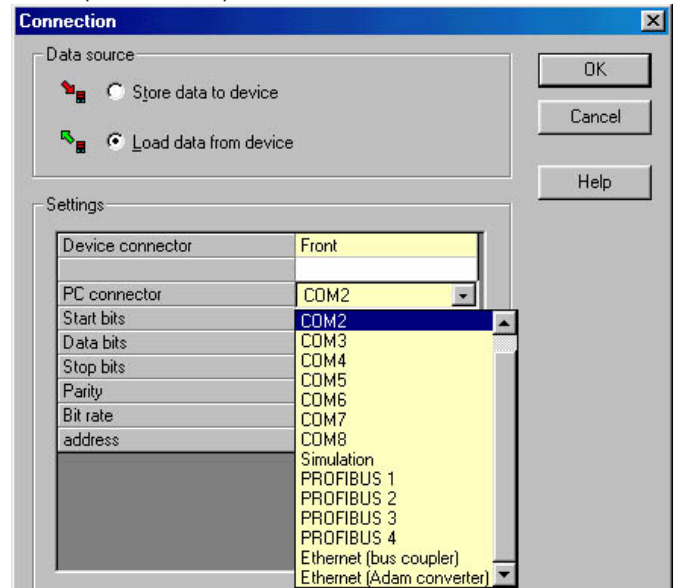 Connection
Data source
Store data to device
Load data from device
OK
Cancel
Help
Settings
Device connector Front
PC connector COM2
Start bits
Data bits
Stop bits
Parity
Bit rate
address
COM2
COM3
COM4
COM5
COM6
COM7
COM8
Simulation
PROFIBUS 1
PROFIBUS 2
PROFIBUS 3
PROFIBUS 4
Ethernet (bus coupler)
Ethernet (Adam converter)